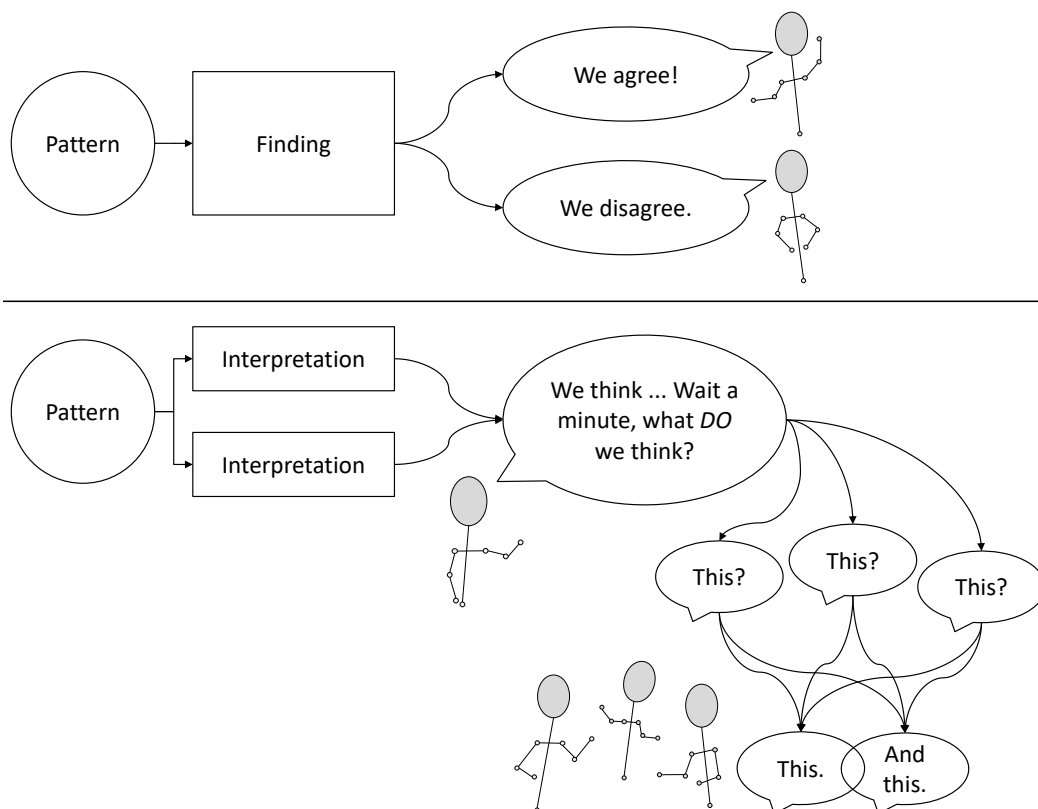 We agree!
Pattern
Finding
We disagree.
Interpretation
We think ... Wait a
minute, what DO
we think?
Pattern
Interpretation
This?
This?
This?
This.
And
this.